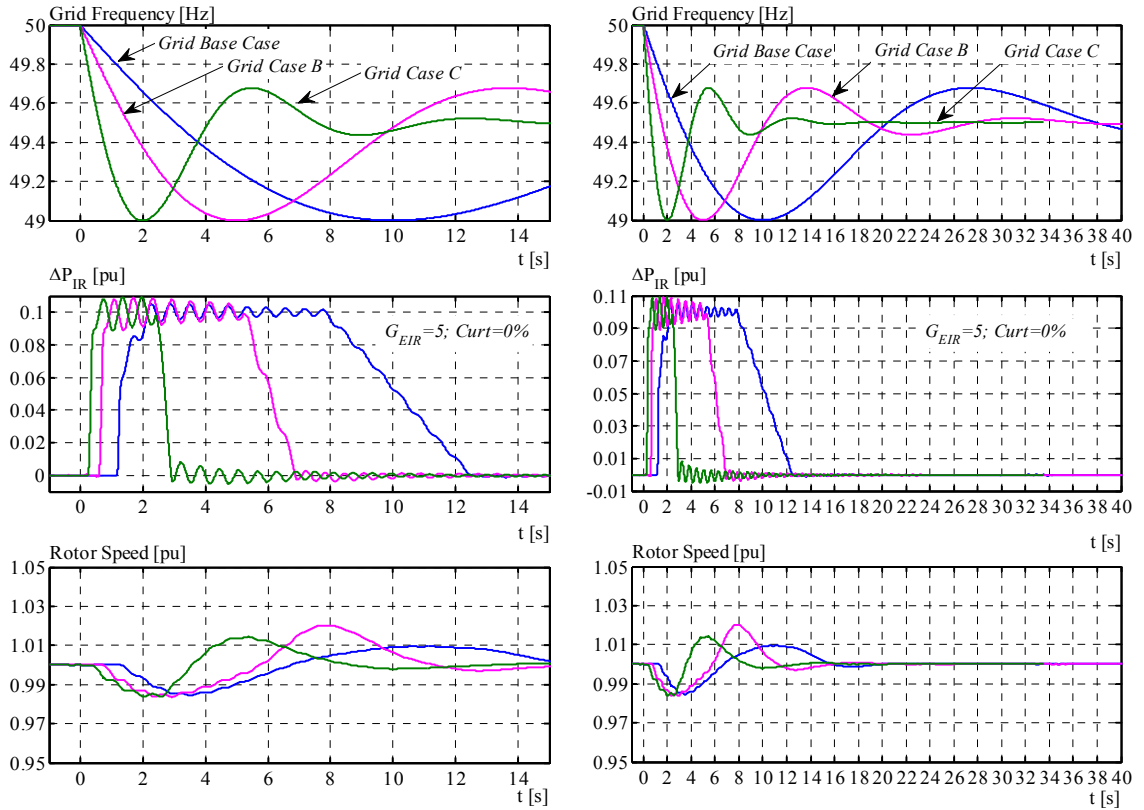 Grid Frequency [Hz]
50
49.8
49.6
49.4
49.2
49
Grid Base Case
Grid Case B
Grid Case C
0 2 4 6 8 10 12 14
t [s]
ΔP_IR [pu]
0.1
0.08
0.06
0.04
0.02
0
G_EIR=5; Curt=0%
0 2 4 6 8 10 12 14
t [s]
Rotor Speed [pu]
1.05
1.03
1.01
0.99
0.97
0.95
0 2 4 6 8 10 12 14
t [s]
Grid Frequency [Hz]
50
49.8
49.6
49.4
49.2
49
Grid Base Case
Grid Case B
Grid Case C
0 2 4 6 8 10 12 14 16 18 20 22 24 26 28 30 32 34 36 38 40
t [s]
ΔP_IR [pu]
0.11
0.09
0.07
0.05
0.03
0.01
-0.01
G_EIR=5; Curt=0%
0 2 4 6 8 10 12 14 16 18 20 22 24 26 28 30 32 34 36 38 40
t [s]
Rotor Speed [pu]
1.05
1.03
1.01
0.99
0.97
0.95
0 2 4 6 8 10 12 14 16 18 20 22 24 26 28 30 32 34 36 38 40
t [s]